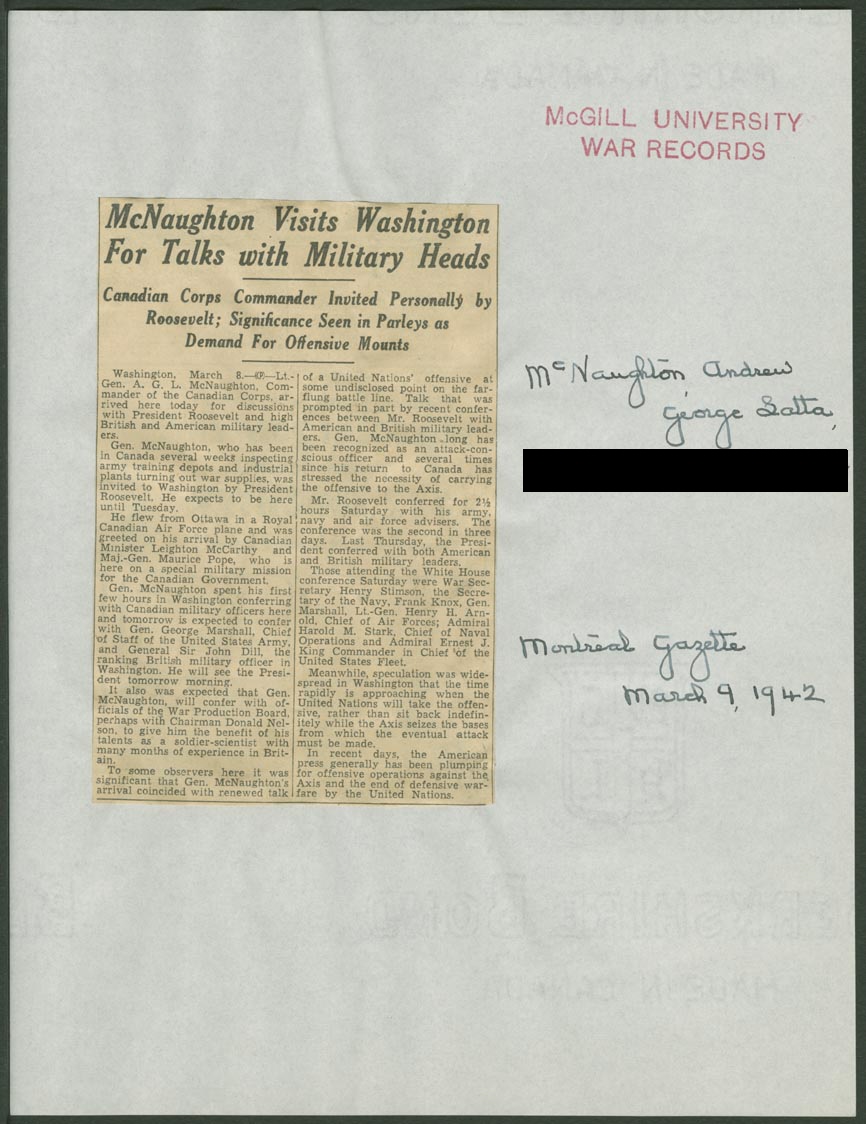 McGILL UNIVERSITY
WAR RECORDS
McNaughton Visits Washington
For Talks with Military Heads
Canadian Corps Commander Invited Personally by
Roosevelt; Significance Seen in Parleys as
Demand For Offensive Mounts
Washington, March 8.—(CP)—Lt.-
Gen. A. G. L. McNaughton, Com-
mander of the Canadian Corps, ar-
rived here today for discussions
with President Roosevelt and high
British and American military lead-
ers.
Gen. McNaughton, who has been
in Canada several weeks inspecting
army training depots and industrial
plants turning out war supplies, was
invited to Washington by President
Roosevelt. He expects to be here
until Tuesday.
He flew from Ottawa in a Royal
Canadian Air Force plane and was
greeted on his arrival by Canadian
Minister Leighton McCarthy and
Maj.-Gen. Maurice Pope, who is
here on a special military mission
for the Canadian Government.
Gen. McNaughton spent his first
few hours in Washington conferring
with Canadian military officers here
and tomorrow is expected to confer
with Gen. George Marshall, Chief
of Staff of the United States Army,
and General Sir John Dill, the
ranking British military officer in
Washington. He will see the Presi-
dent tomorrow morning.
It also was expected that Gen.
McNaughton, will confer with of-
ficials of the War Production Board,
perhaps with Chairman Donald Nel-
son, to give him the benefit of his
talents as a soldier-scientist with
many months of experience in Brit-
ain.
To some observers here it was
significant that Gen. McNaughton's
arrival coincided with renewed talk
of a United Nations' offensive at
some undisclosed point on the far-
flung battle line. Talk that was
prompted in part by recent confer-
ences between Mr. Roosevelt with
American and British military lead-
ers. Gen. McNaughton long has
been recognized as an attack-con-
scious officer and several times
since his return to Canada has
stressed the necessity of carrying
the offensive to the Axis.
Mr. Roosevelt conferred for 2½
hours Saturday with his army,
navy and air force advisers. The
conference was the second in three
days. Last Thursday, the Presi-
dent conferred with both American
and British military leaders.
Those attending the White House
conference Saturday were War Sec-
retary Henry Stimson, the Secre-
tary of the Navy, Frank Knox, Gen.
Marshall, Lt.-Gen. Henry H. Arn-
old, Chief of Air Forces; Admiral
Harold M. Stark, Chief of Naval
Operations and Admiral Ernest J.
King Commander in Chief of the
United States Fleet.
Meanwhile, speculation was wide-
spread in Washington that the time
rapidly is approaching when the
United Nations will take the offen-
sive, rather than sit back indefin-
itely while the Axis seizes the bases
from which the eventual attack
must be made.
In recent days, the American
press generally has been plumping
for offensive operations against the
Axis and the end of defensive war-
fare by the United Nations.
McNaughton, Andrew
George Latta,
Montreal Gazette
March 9, 1942